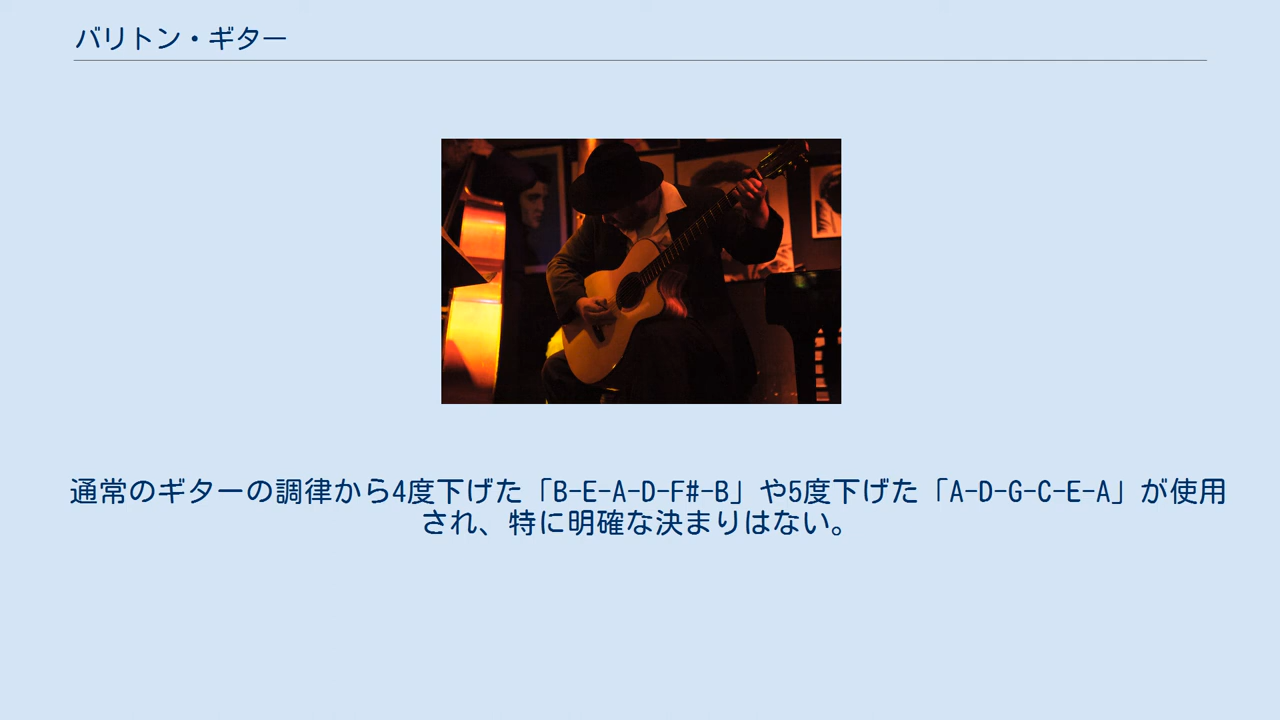 バリトン・ギター
通常のギターの調律から4度下げた「B-E-A-D-F#-B」や5度下げた「A-D-G-C-E-A」が使用
され、特に明確な決まりはない。